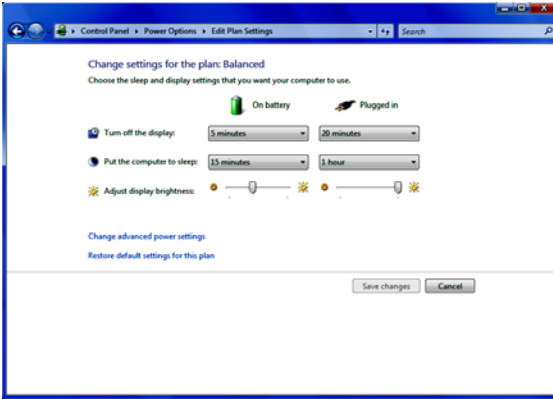 Control Panel ▸ Power Options ▸ Edit Plan Settings
Search
Change settings for the plan: Balanced
Choose the sleep and display settings that you want your computer to use.
On battery Plugged in
Turn off the display: 5 minutes 20 minutes
Put the computer to sleep: 15 minutes 1 hour
Adjust display brightness:
Change advanced power settings
Restore default settings for this plan
Save changes Cancel